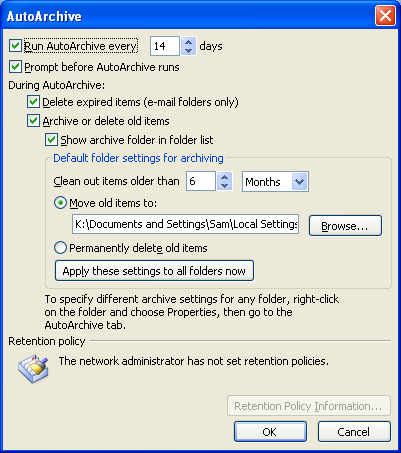 AutoArchive
Run AutoArchive every 14 days
Prompt before AutoArchive runs
During AutoArchive:
Delete expired items (e-mail folders only)
Archive or delete old items
Show archive folder in folder list
Default folder settings for archiving
Clean out items older than 6 Months
Move old items to:
K:\Documents and Settings\Sam\Local Settings Browse...
Permanently delete old items
Apply these settings to all folders now
To specify different archive settings for any folder, right-click
on the folder and choose Properties, then go to the
AutoArchive tab.
Retention policy
The network administrator has not set retention policies.
Retention Policy Information...
OK Cancel